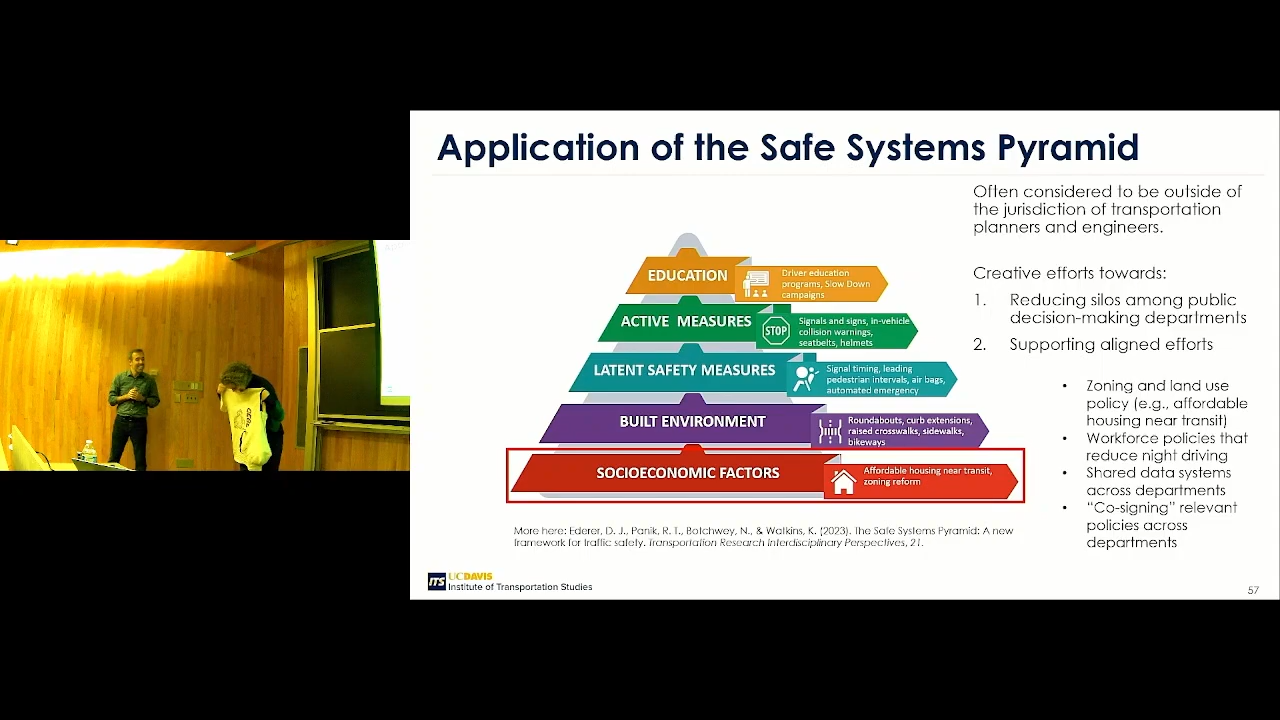 Application of the Safe Systems Pyramid
Often considered to be outside of
the jurisdiction of transportation
planners and engineers.
Creative efforts towards:
1. Reducing silos among public
decision-making departments
2. Supporting aligned efforts
• Zoning and land use
policy (e.g., affordable
housing near transit)
• Workforce policies that
reduce night driving
• Shared data systems
across departments
• “Co-signing” relevant
policies across
departments
EDUCATION
Driver education
programs, Slow Down
campaigns
ACTIVE MEASURES
STOP
Signals and signs, in-vehicle
collision warnings,
seatbelts, helmets
LATENT SAFETY MEASURES
Signal timing, leading
pedestrian intervals, air bags,
automated emergency
BUILT ENVIRONMENT
Roundabouts, curb extensions,
raised crosswalks, sidewalks,
bikeways
SOCIOECONOMIC FACTORS
Affordable housing near transit,
zoning reform
More here: Ederer, D. J., Panik, R. T., Botchwey, N., & Watkins, K. (2023). The Safe Systems Pyramid: A new
framework for traffic safety. Transportation Research Interdisciplinary Perspectives, 21.
ITS UCDAVIS
Institute of Transportation Studies
57